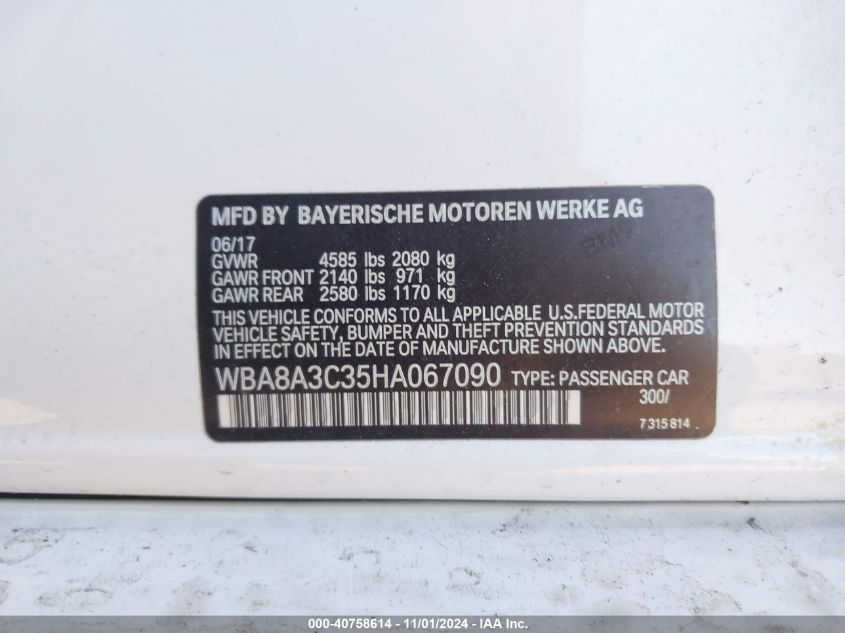 MFD BY BAYERISCHE MOTOREN WERKE AG
06/17
GVWR 4585 lbs 2080 kg
GAWR FRONT 2140 lbs 971 kg
GAWR REAR 2580 lbs 1170 kg
THIS VEHICLE CONFORMS TO ALL APPLICABLE U.S.FEDERAL MOTOR
VEHICLE SAFETY, BUMPER AND THEFT PREVENTION STANDARDS
IN EFFECT ON THE DATE OF MANUFACTURE SHOWN ABOVE.
WBA8A3C35HA067090 TYPE: PASSENGER CAR
300/
7 315 814
000-40758614 - 11/01/2024 - IAA Inc.